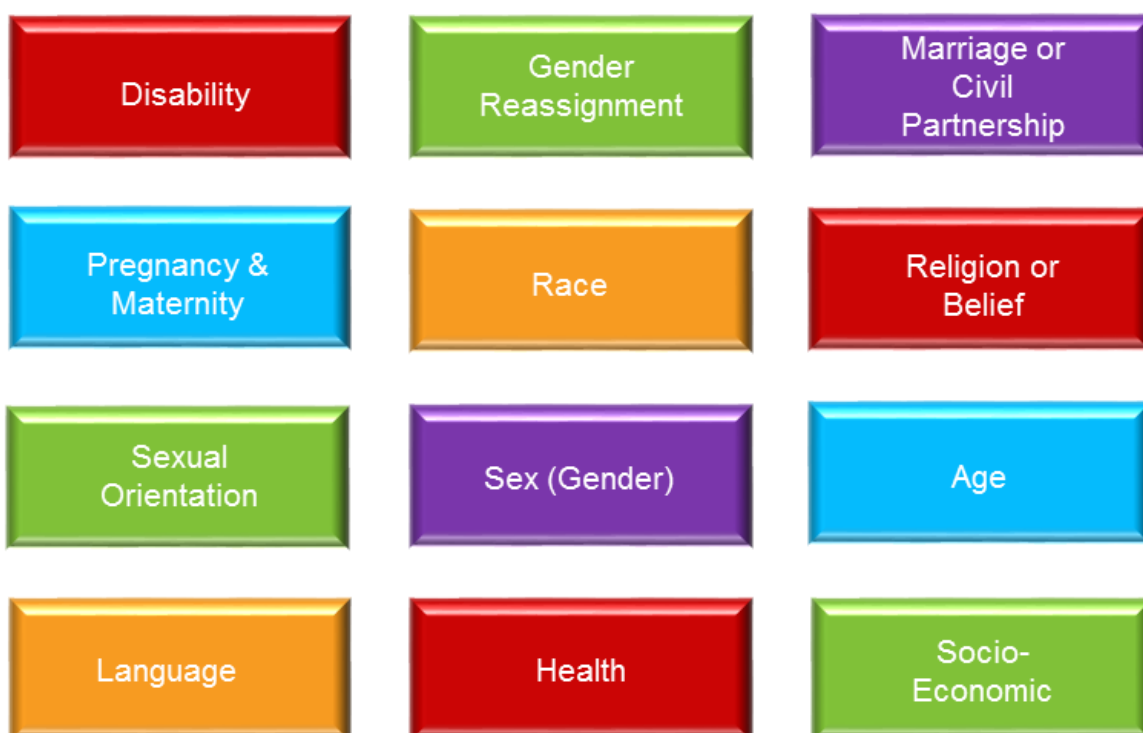 Disability
Gender
Reassignment
Marriage or
Civil
Partnership
Pregnancy &
Maternity
Race
Religion or
Belief
Sexual
Orientation
Sex (Gender)
Age
Language
Health
Socio-
Economic